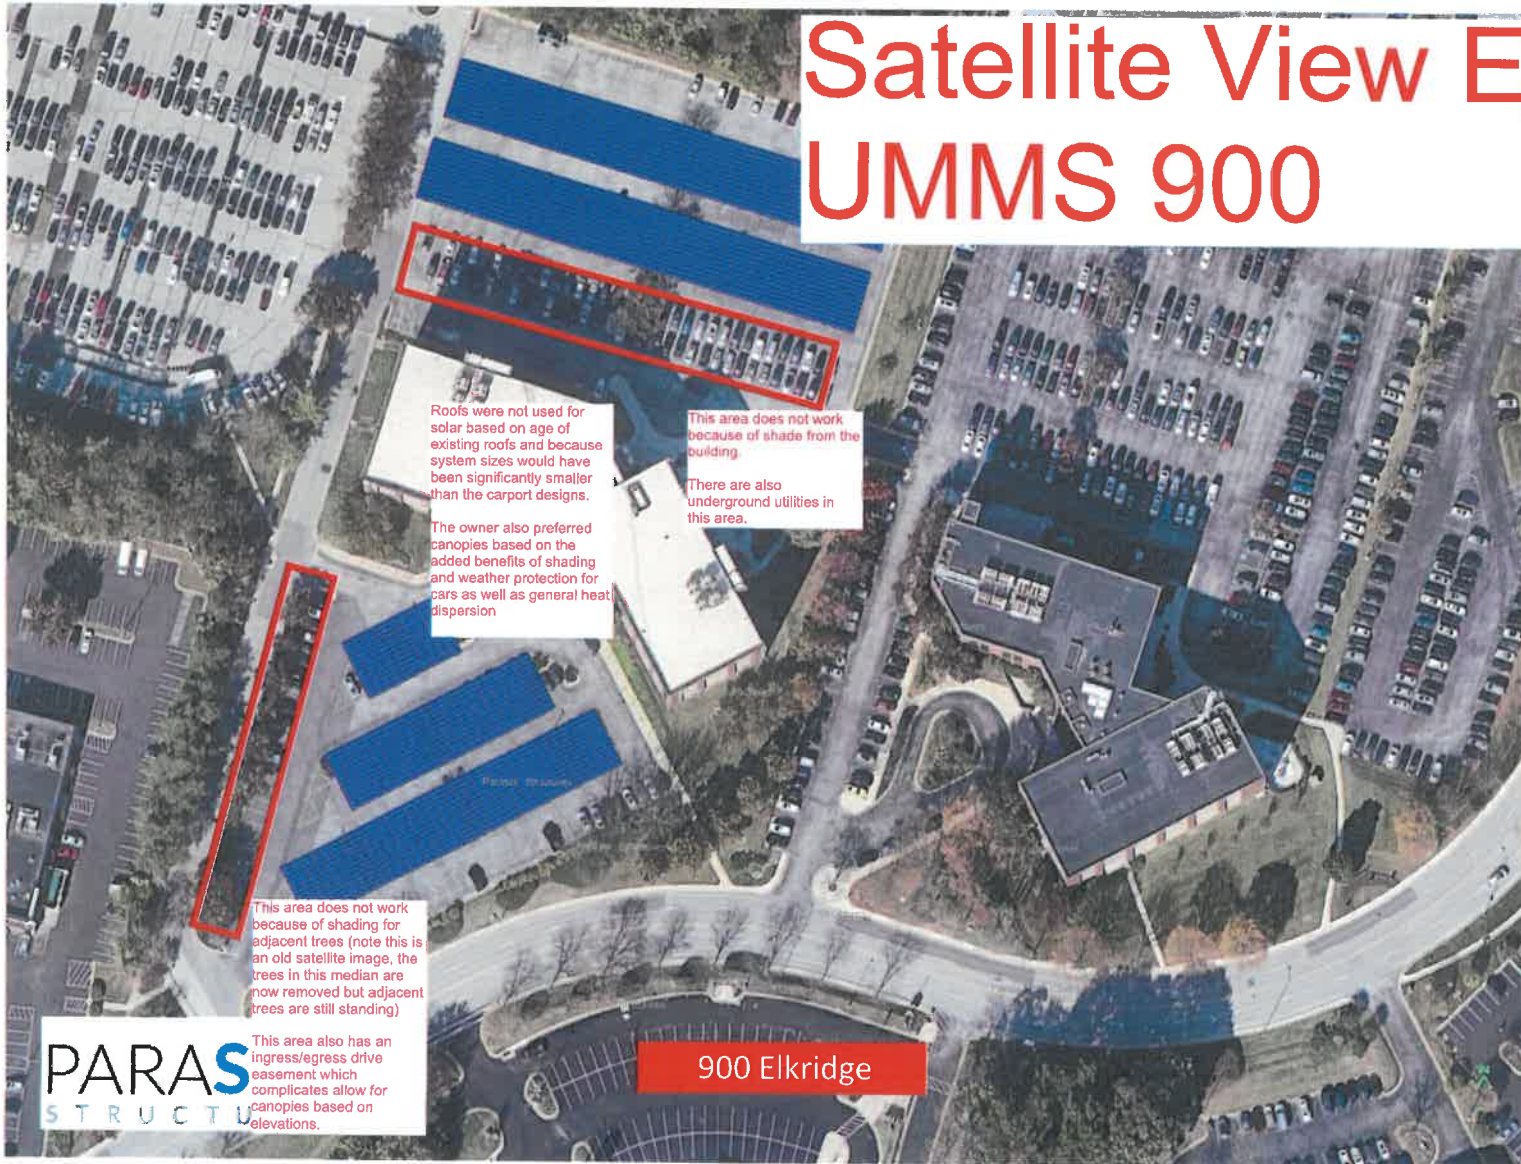 Satellite View E
UMMS 900
Roofs were not used for
solar based on age of
existing roofs and because
system sizes would have
been significantly smaller
than the carport designs.
The owner also preferred
canopies based on the
added benefits of shading
and weather protection for
cars as well as general heat
dispersion
This area does not work
because of shade from the
building.
There are also
underground utilities in
this area.
This area does not work
because of shading for
adjacent trees (note this is
an old satellite image, the
trees in this median are
now removed but adjacent
trees are still standing)
This area also has an
ingress/egress drive
easement which
complicates allow for
canopies based on
elevations.
PARAS
STRUCTU
900 Elkridge